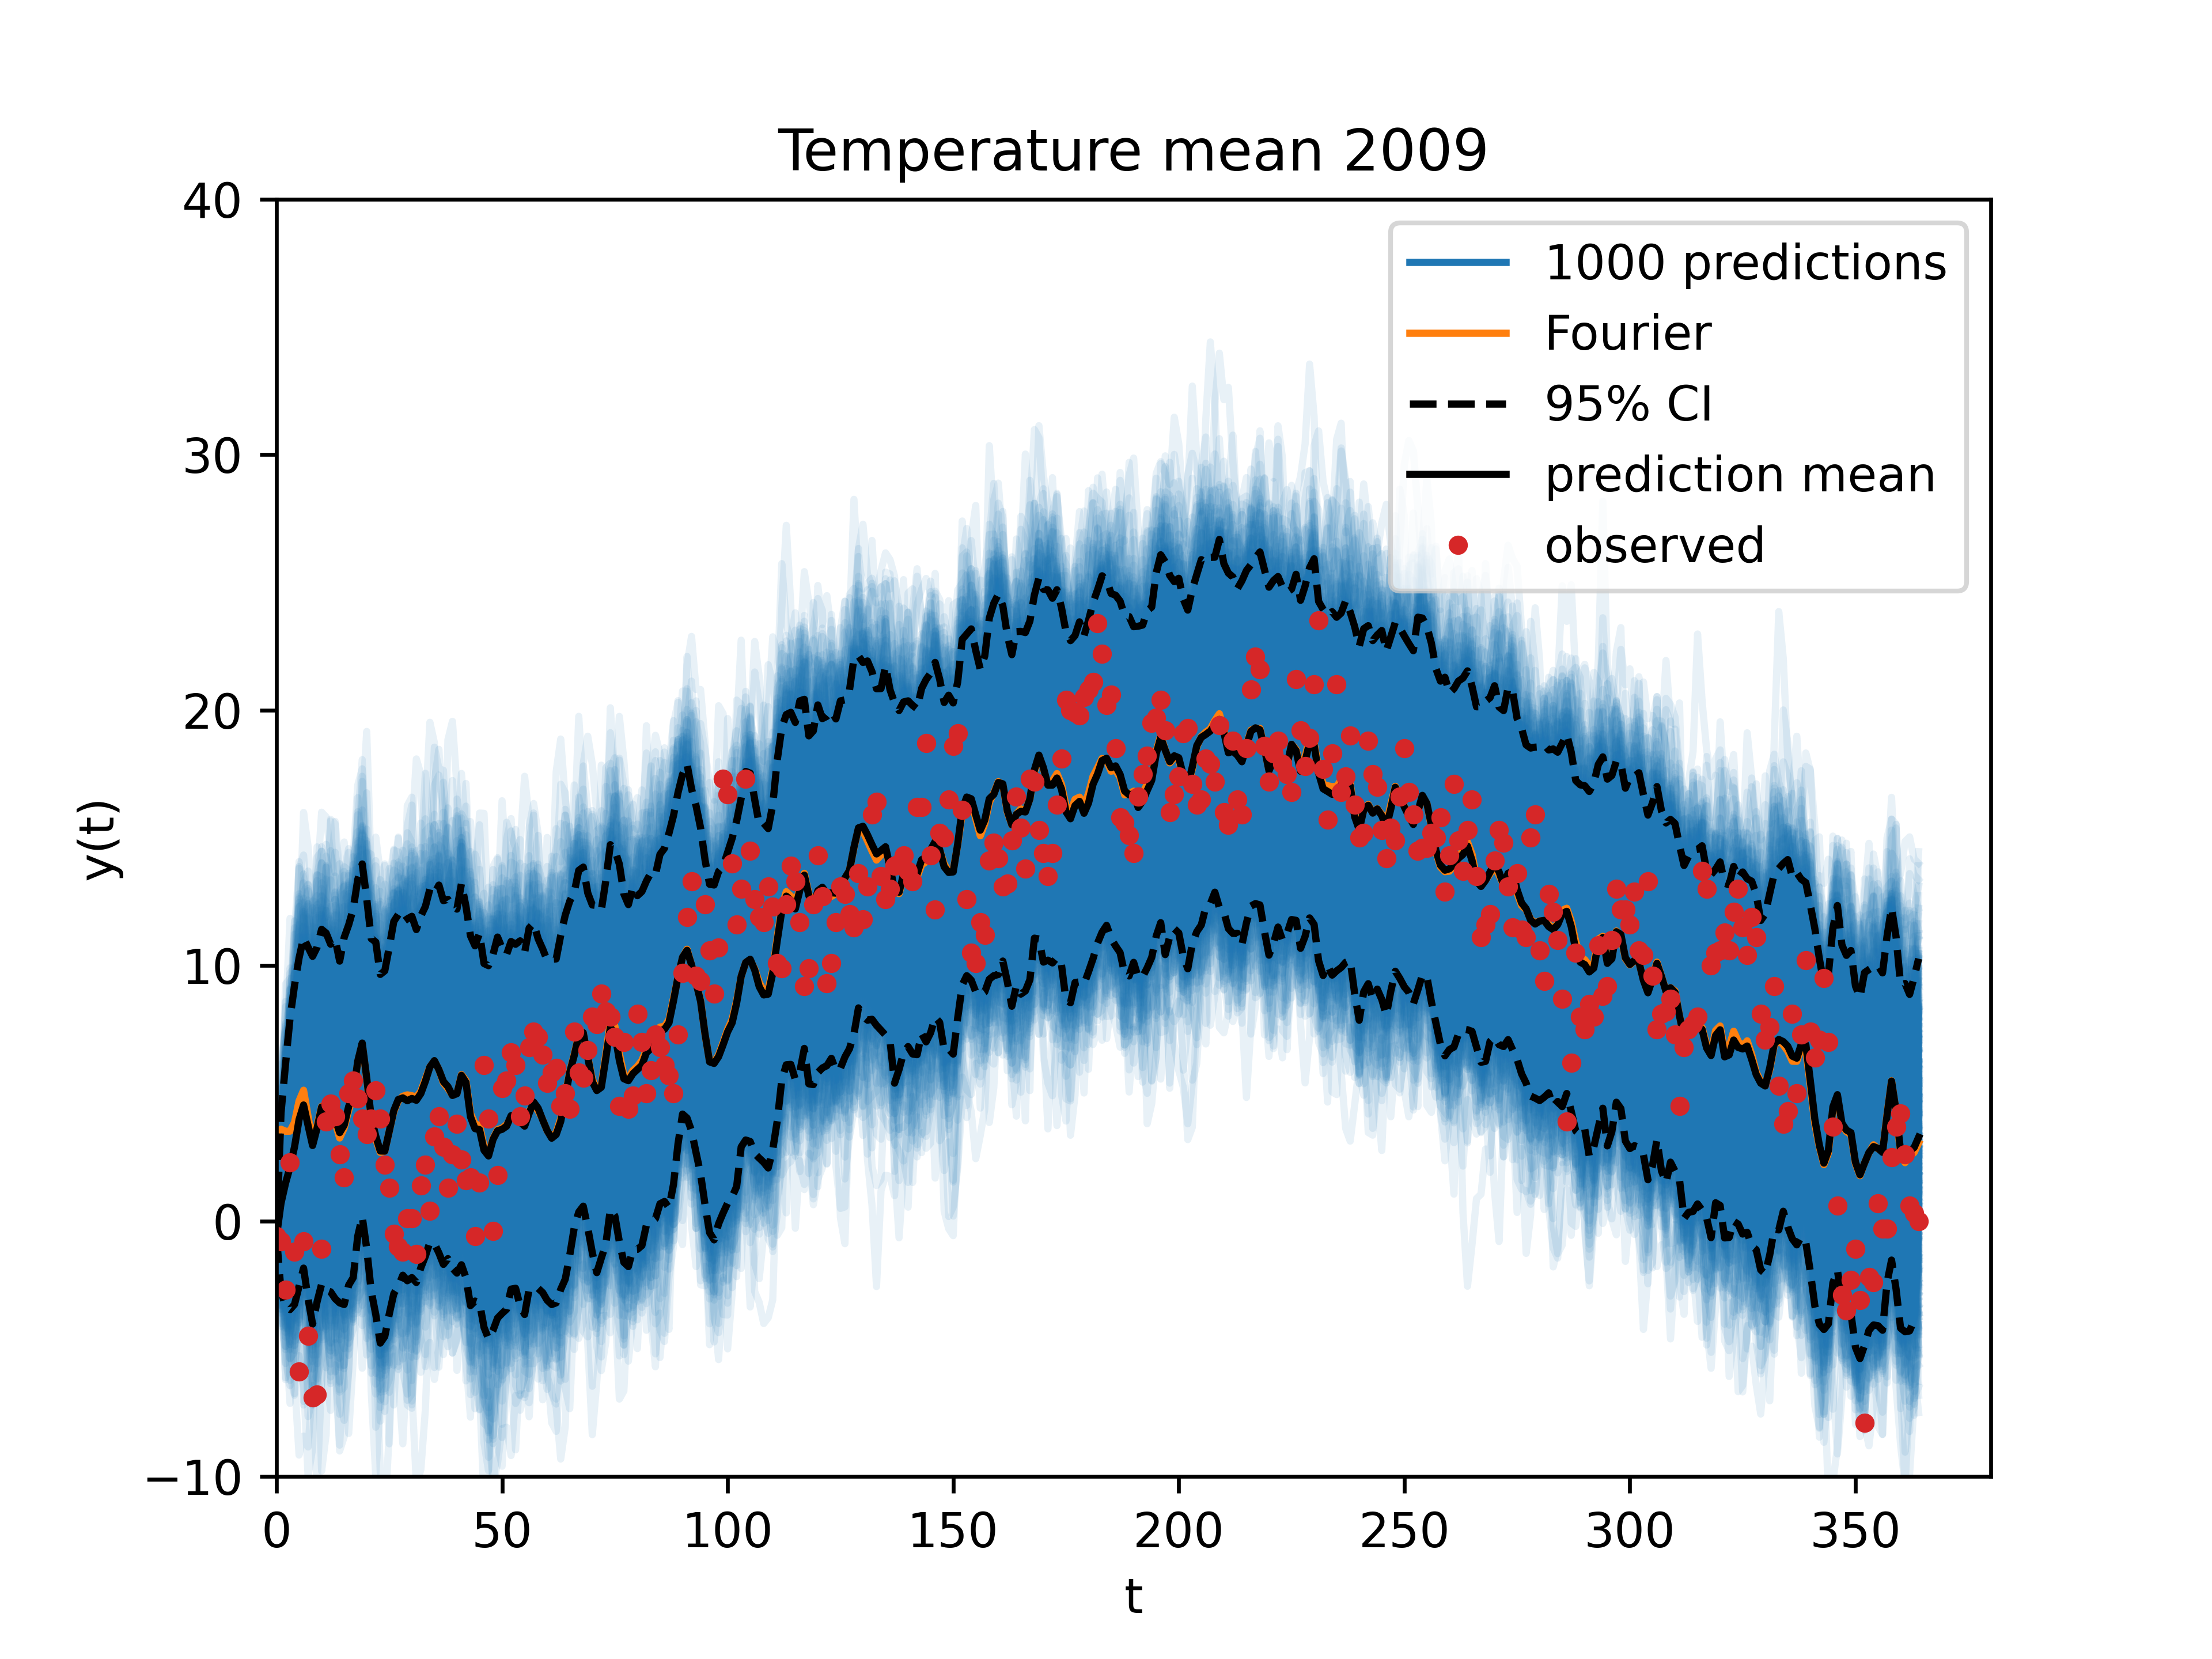 Temperature mean 2009
40
30
20
10
0
−10
y(t)
1000 predictions
Fourier
95% CI
prediction mean
observed
0 50 100 150 200 250 300 350
t